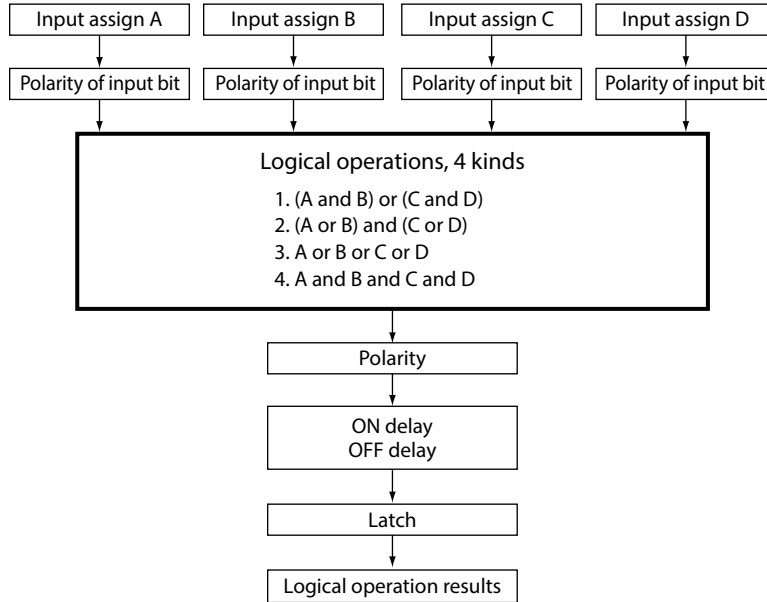 Input assign A
Input assign B
Input assign C
Input assign D
Polarity of input bit
Polarity of input bit
Polarity of input bit
Polarity of input bit
Logical operations, 4 kinds
1. (A and B) or (C and D)
2. (A or B) and (C or D)
3. A or B or C or D
4. A and B and C and D
Polarity
ON delay
OFF delay
Latch
Logical operation results